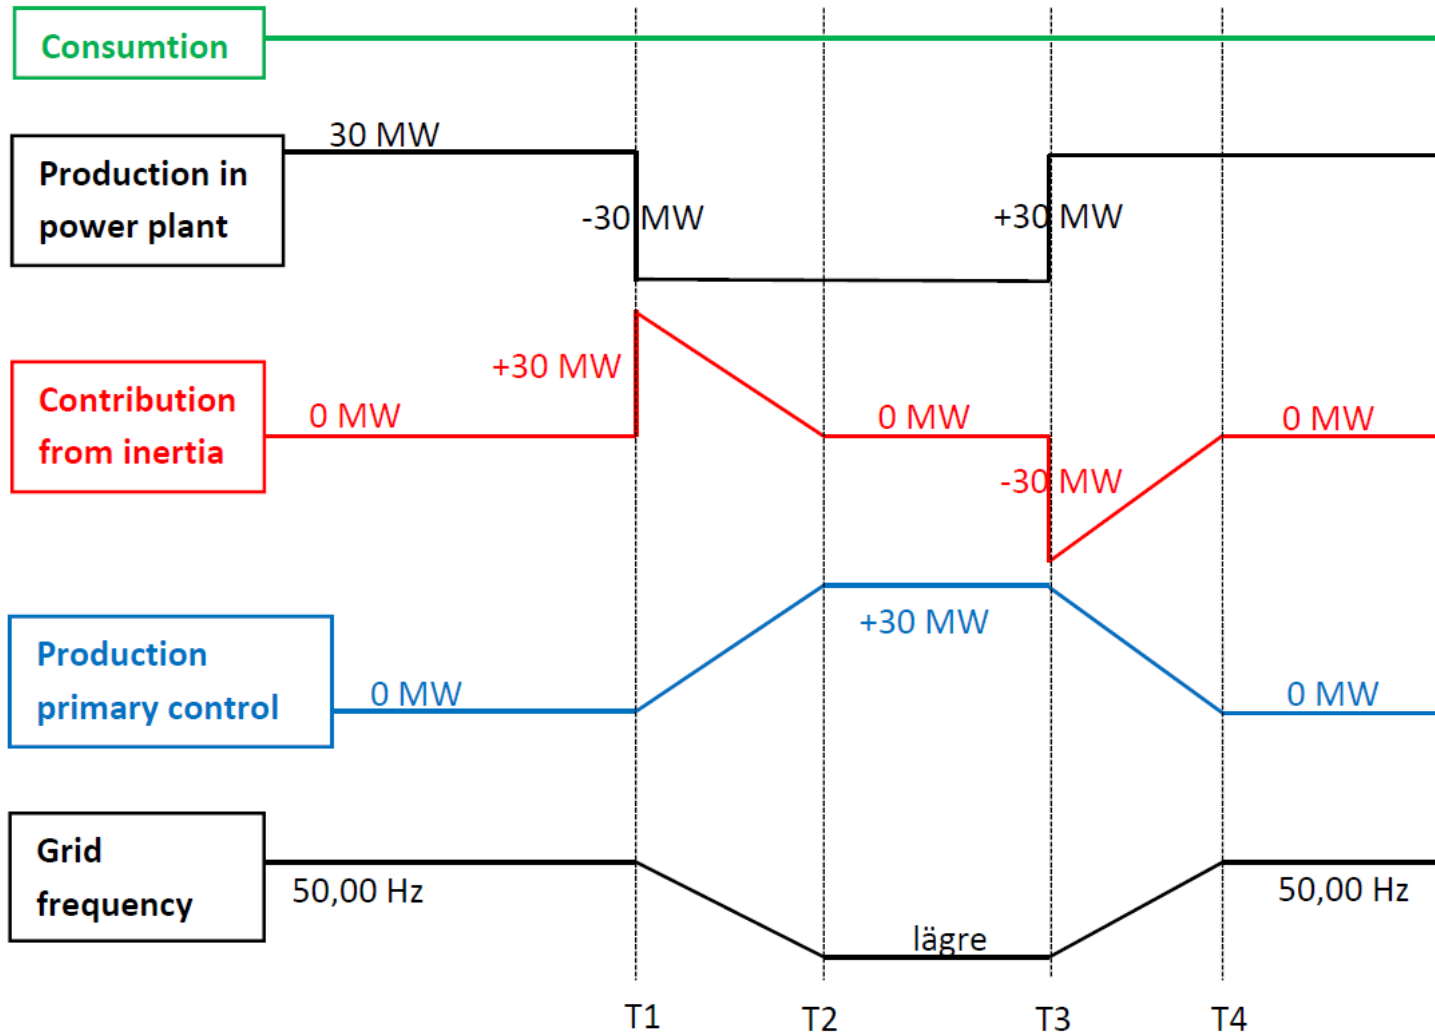 Consumtion
30 MW
Production in
power plant
-30 MW
+30 MW
+30 MW
Contribution
from inertia
0 MW
0 MW
0 MW
-30 MW
+30 MW
Production
primary control
0 MW
0 MW
Grid
frequency
50,00 Hz
50,00 Hz
lägre
T1
T2
T3
T4